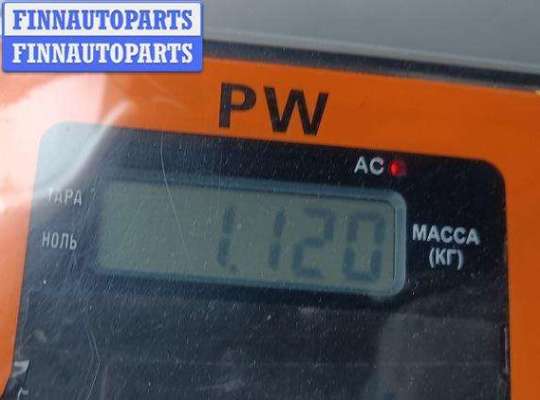 FINNAUTOPARTS
FINNAUTOPARTS
PW
AC
ТАРА
1.120
НОЛЬ
МАССА
(КГ)